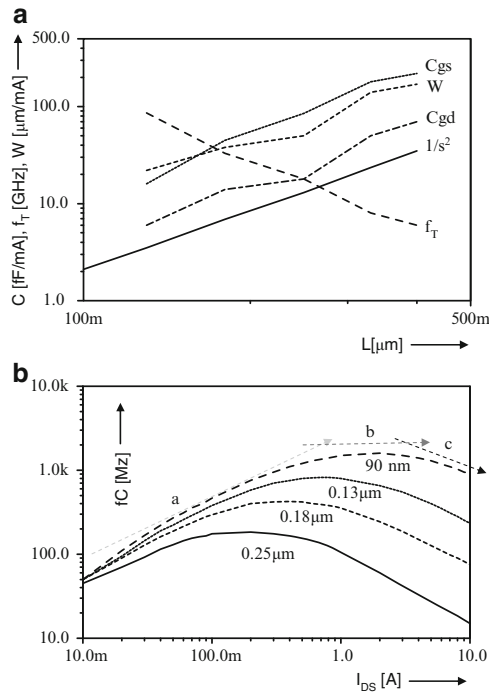 a
500.0
100.0
10.0
1.0
C [fF/mA], f_T [GHz], W [μm/mA]
Cgs
W
Cgd
1/s²
f_T
100m
500m
L[μm]
b
10.0k
1.0k
100.0
10.0
fC [Mz]
a
b
c
90 nm
0.13μm
0.18μm
0.25μm
10.0m
100.0m
1.0
10.0
I_DS [A]